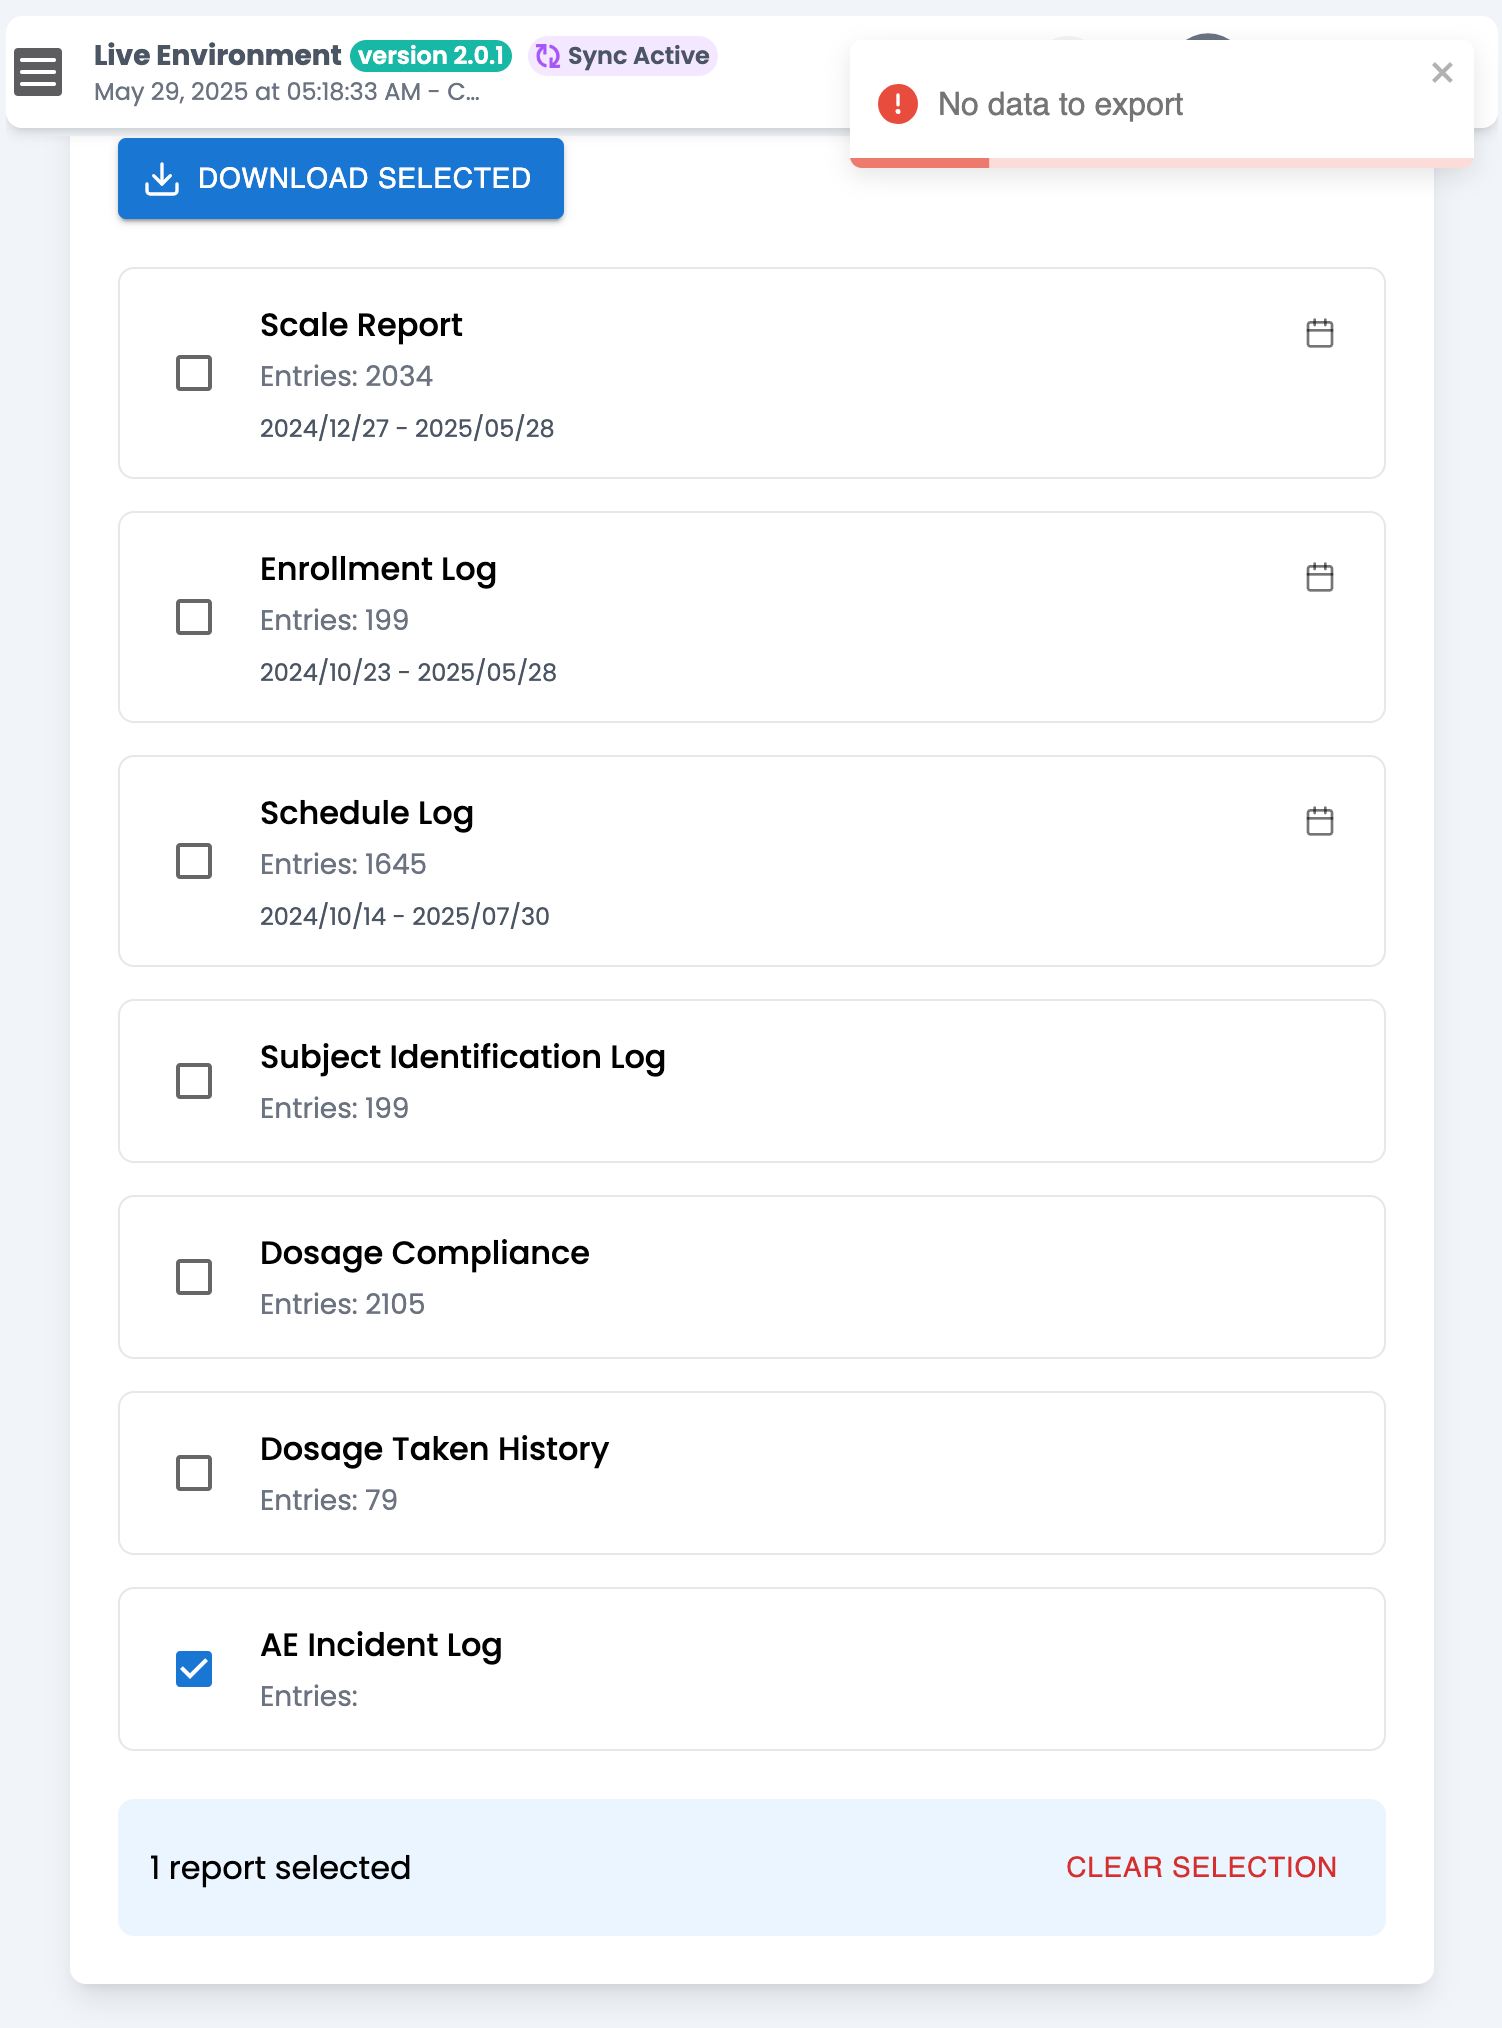 Live Environment version 2.0.1 Sync Active
May 29, 2025 at 05:18:33 AM - C...
No data to export
DOWNLOAD SELECTED
Scale Report
Entries: 2034
2024/12/27 - 2025/05/28
Enrollment Log
Entries: 199
2024/10/23 - 2025/05/28
Schedule Log
Entries: 1645
2024/10/14 - 2025/07/30
Subject Identification Log
Entries: 199
Dosage Compliance
Entries: 2105
Dosage Taken History
Entries: 79
AE Incident Log
Entries:
1 report selected
CLEAR SELECTION